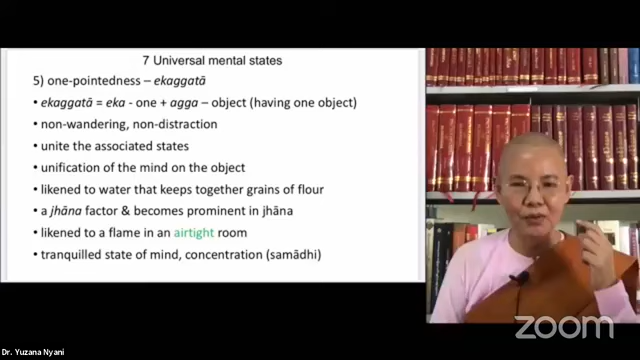 7 Universal mental states
5) one-pointedness – ekaggatā
• ekaggatā = eka - one + agga – object (having one object)
• non-wandering, non-distraction
• unite the associated states
• unification of the mind on the object
• likened to water that keeps together grains of flour
• a jhāna factor & becomes prominent in jhāna
• likened to a flame in an airtight room
• tranquilled state of mind, concentration (samādhi)
zoom
Dr. Yuzana Nyani